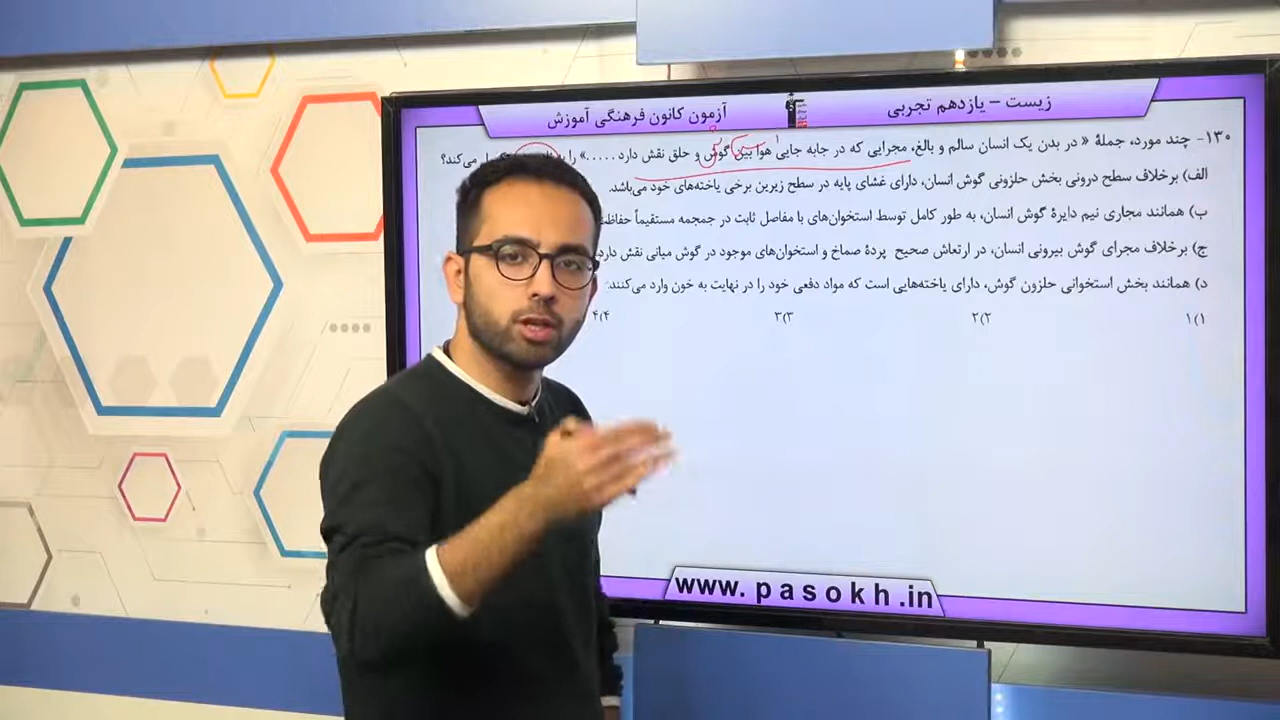 زیست – یازدهم تجربی
آزمون کانون فرهنگی آموزش
۱۳۰- چند مورد، جملهٔ « در بدن یک انسان سالم و بالغ، مجرایی که در جابه جایی هوا بین گوش و حلق نقش دارد .....» را می‌کند؟
الف) برخلاف سطح درونی بخش حلزونی گوش انسان، دارای غشای پایه در سطح زیرین برخی یاخته‌های خود می‌باشد.
ب) همانند مجاری نیم دایرهٔ گوش انسان، به طور کامل توسط استخوان‌های با مفاصل ثابت در جمجمه مستقیماً
ج) برخلاف مجرای گوش بیرونی انسان، در ارتعاش صحیح پردهٔ صماخ و استخوان‌های موجود در گوش میانی نقش دارد
د) همانند بخش استخوانی حلزون گوش، دارای یاخته‌هایی است که مواد دفعی خود را در نهایت به خون وارد می‌کنند.
۱) ۱ ۲) ۲ ۳) ۳ ۴) ۴
www. p a s o k h .in